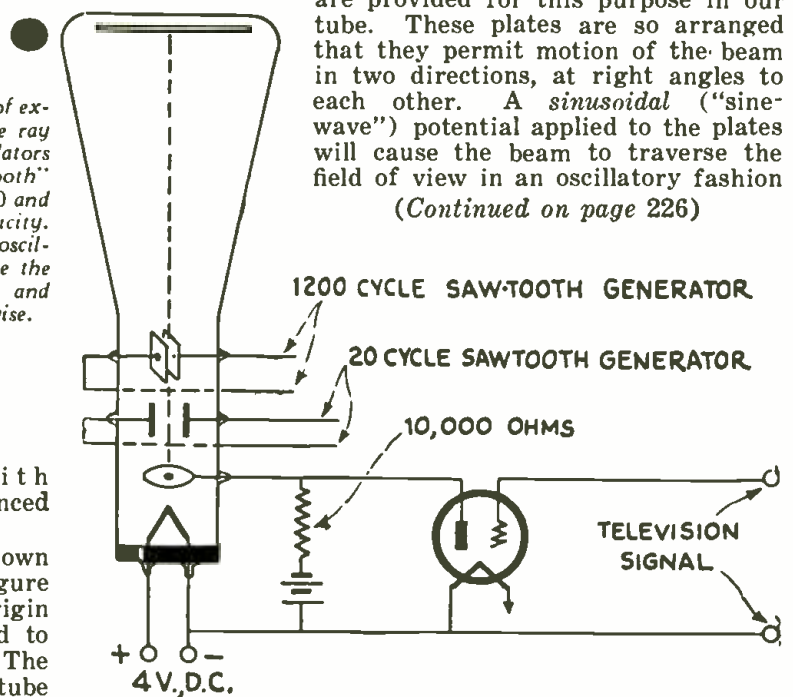 are provided for this purpose in our
tube. These plates are so arranged
that they permit motion of the beam
in two directions, at right angles to
each other. A sinusoidal ("sine-
wave") potential applied to the plates
will cause the beam to traverse the
field of view in an oscillatory fashion
(Continued on page 226)
of ex-
e ray
lators
ooth"
) and
acity.
oscil-
e the
and
ise.
1200 CYCLE SAW-TOOTH GENERATOR
20 CYCLE SAWTOOTH GENERATOR
10,000 OHMS
TELEVISION
SIGNAL
+ -
4 V., D.C.
ith
nced
own
gure
rigin
d to
The
tube